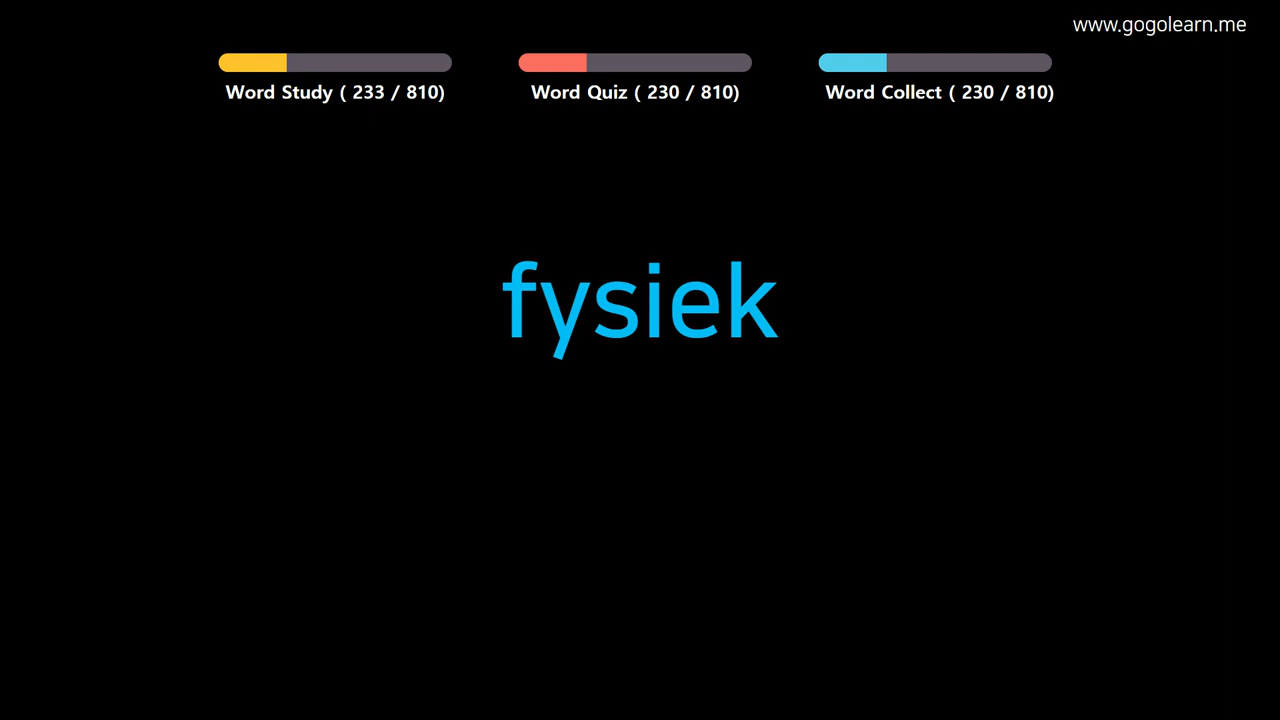 www.gogolearn.me
Word Study ( 233 / 810)
Word Quiz ( 230 / 810)
Word Collect ( 230 / 810)
fysiek